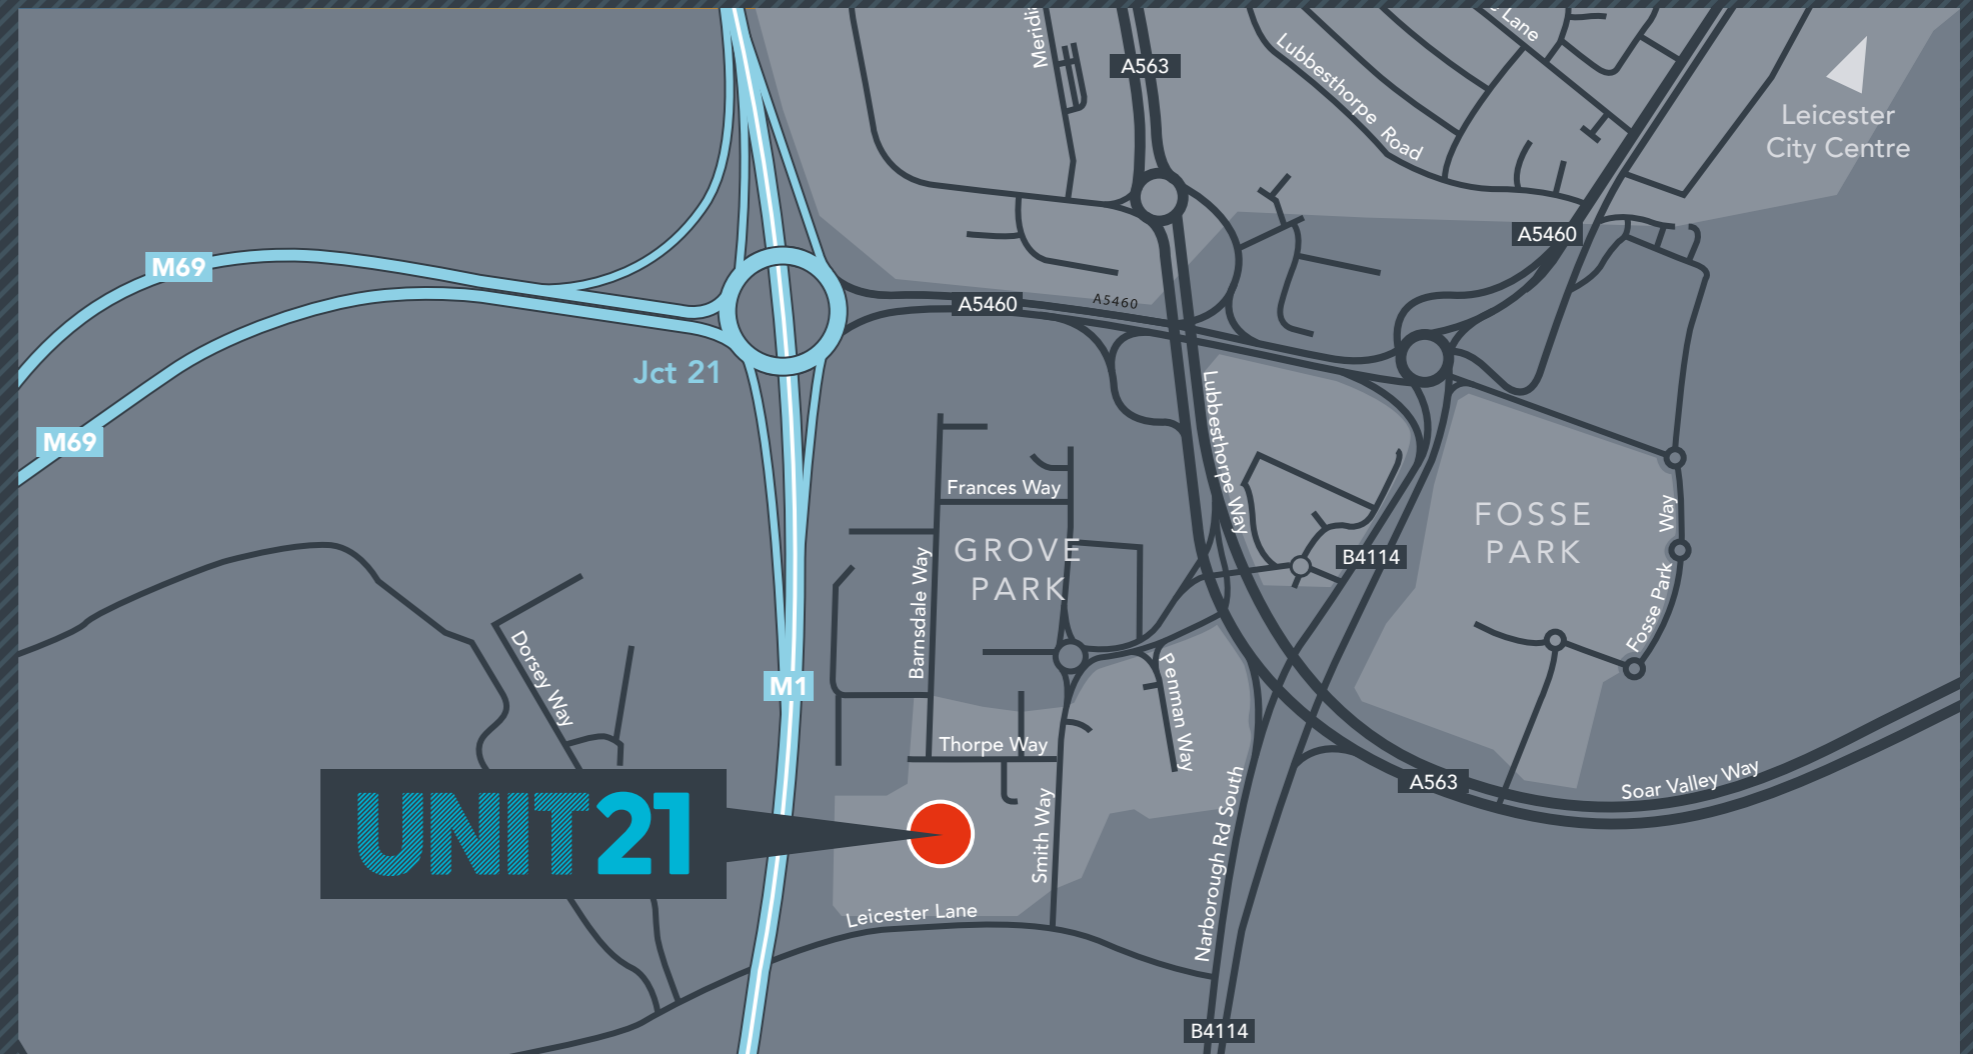 Meridi
A563
Lubbesthorpe Road
Lane
Leicester
City Centre
M69
A5460
A5460
A5460
Jct 21
M69
Lubbesthorpe Way
Frances Way
GROVE
PARK
FOSSE
PARK
Fosse Park Way
B4114
Barnsdale Way
Dorsey Way
M1
Penman Way
Thorpe Way
A563
Soar Valley Way
UNIT21
Smith Way
Narborough Rd South
Leicester Lane
B4114